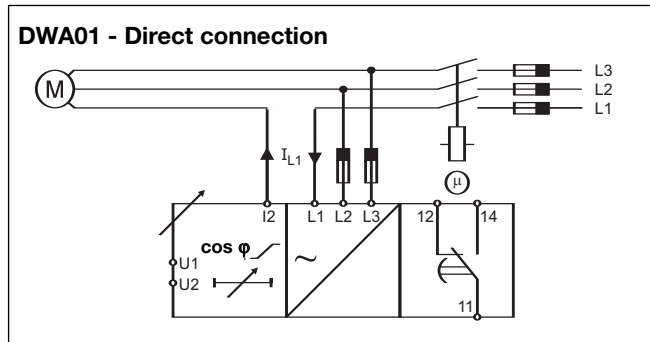 DWA01 - Direct connection
M
L3
L2
L1
I L1
µ
I2 L1 L2 L3 12 14
cos φ
~
U1
U2
11